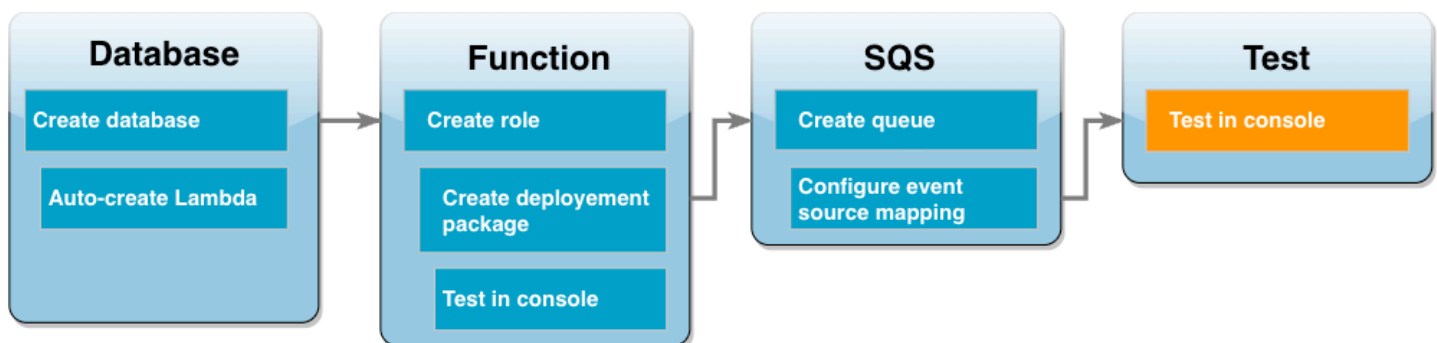 Database
Create database
Auto-create Lambda
Function
Create role
Create deployement
package
Test in console
SQS
Create queue
Configure event
source mapping
Test
Test in console